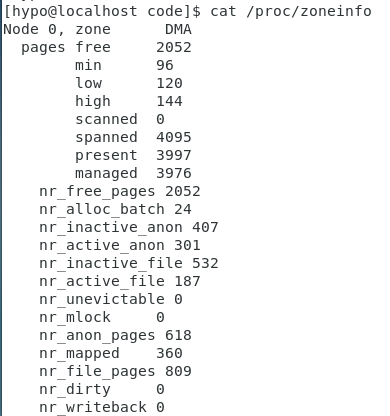 [hypo@localhost code]$ cat /proc/zoneinfo
Node 0, zone      DMA
  pages free     2052
        min      96
        low      120
        high     144
        scanned  0
        spanned  4095
        present  3997
        managed  3976
    nr_free_pages 2052
    nr_alloc_batch 24
    nr_inactive_anon 407
    nr_active_anon 301
    nr_inactive_file 532
    nr_active_file 187
    nr_unevictable 0
    nr_mlock     0
    nr_anon_pages 618
    nr_mapped    360
    nr_file_pages 809
    nr_dirty     0
    nr_writeback 0